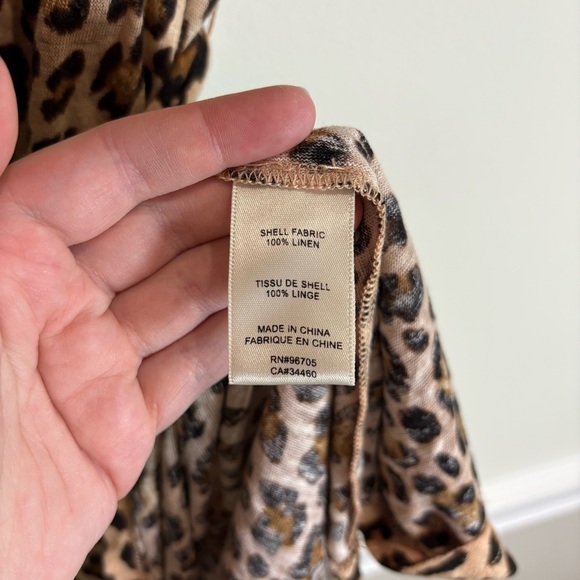 SHELL FABRIC
100% LINEN
TISSU DE SHELL
100% LINGE
MADE IN CHINA
FABRIQUE EN CHINE
RN#96705
CA#34460